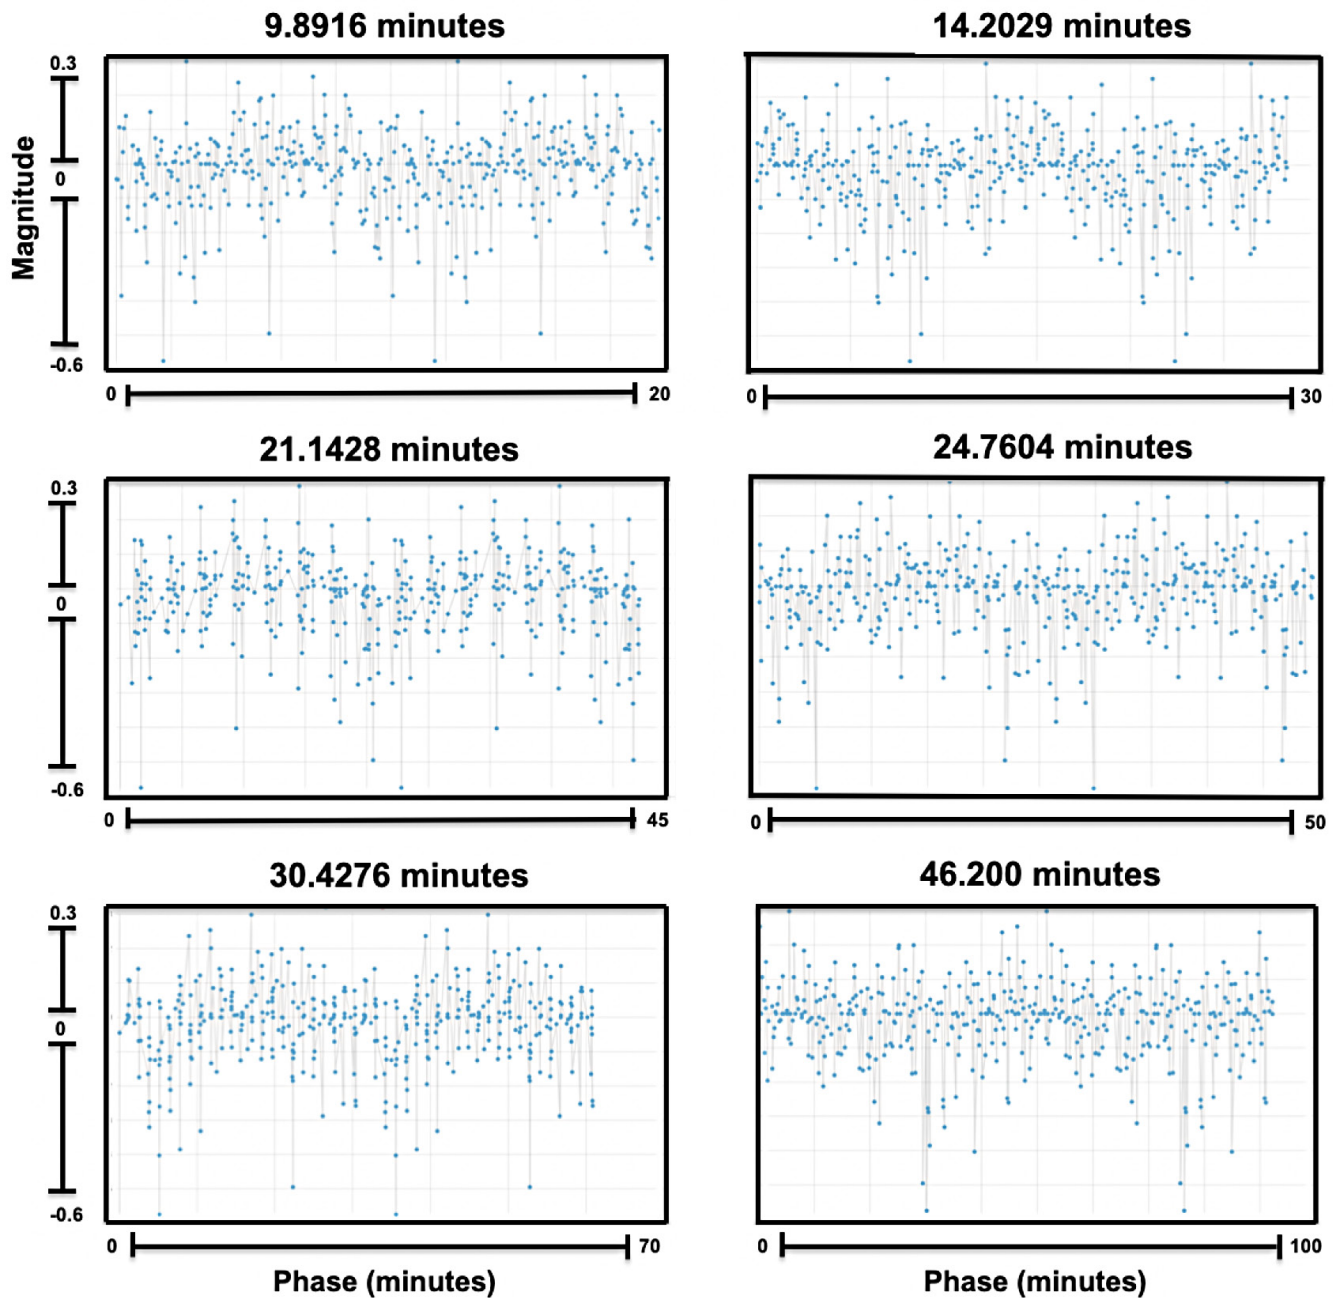 9.8916 minutes
14.2029 minutes
0.3
0
-0.6
Magnitude
0
20
0
30
21.1428 minutes
24.7604 minutes
0.3
0
-0.6
0
45
0
50
30.4276 minutes
46.200 minutes
0.3
0
-0.6
0
70
0
100
Phase (minutes)
Phase (minutes)